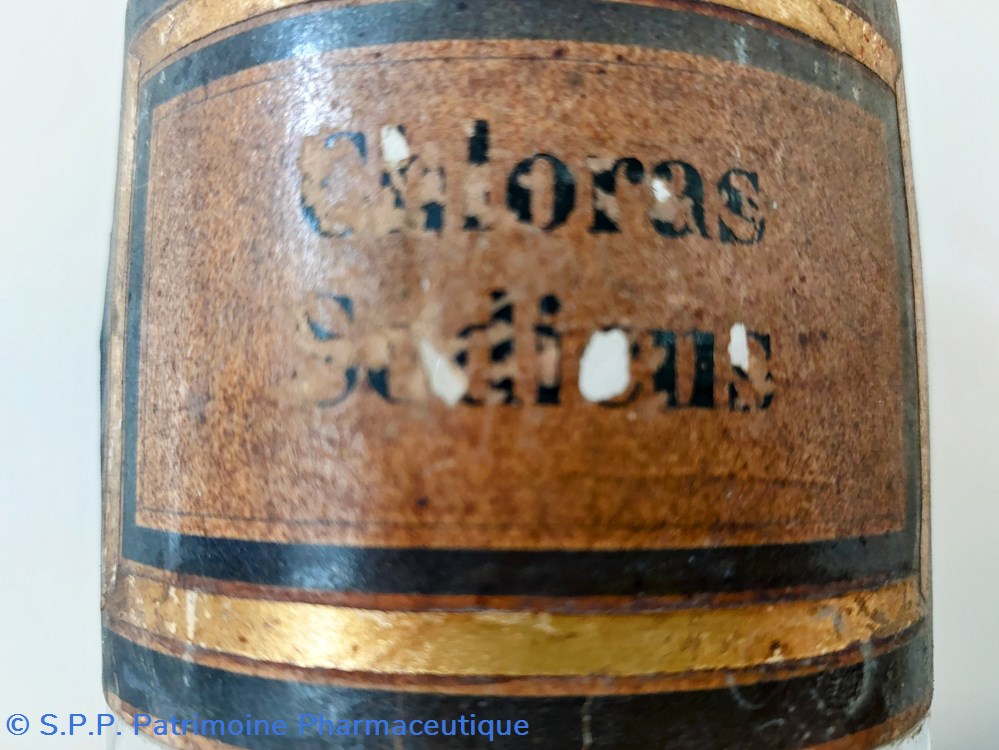 Chloras
Sodicus
© S.P.P. Patrimoine Pharmaceutique